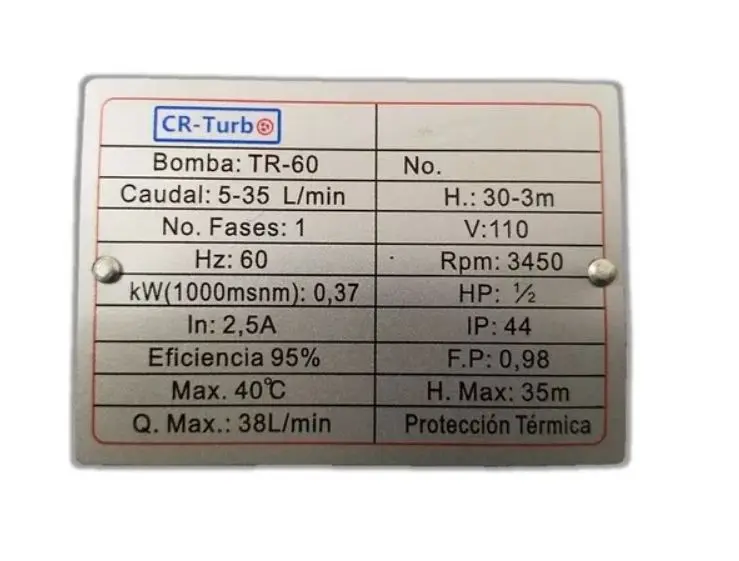 CR-Turbo
Bomba: TR-60 No.
Caudal: 5-35 L/min H.: 30-3m
No. Fases: 1 V:110
Hz: 60 Rpm: 3450
kW(1000msnm): 0,37 HP: ½
In: 2,5A IP: 44
Eficiencia 95% F.P: 0,98
Max. 40℃ H. Max: 35m
Q. Max.: 38L/min Protección Térmica